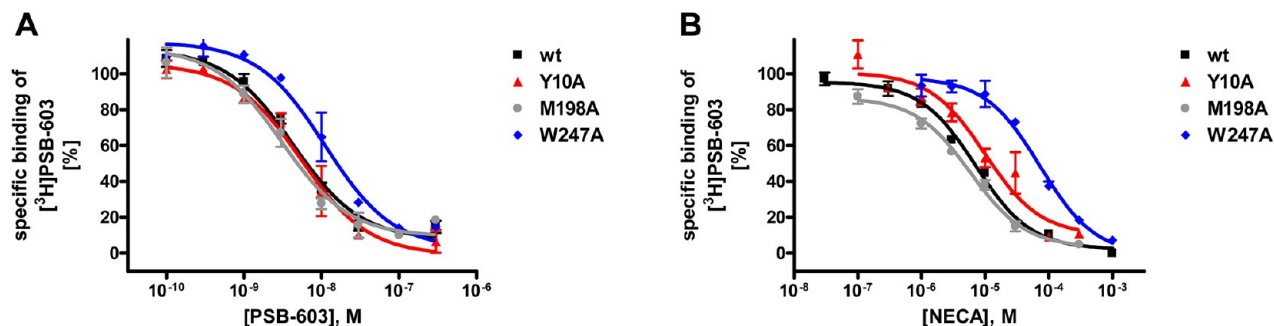 A
specific binding of
[³H]PSB-603
[%]
100
80
60
40
20
0
10⁻¹⁰ 10⁻⁹ 10⁻⁸ 10⁻⁷ 10⁻⁶
[PSB-603], M
wt
Y10A
M198A
W247A
B
specific binding of
[³H]PSB-603
[%]
100
80
60
40
20
0
10⁻⁸ 10⁻⁷ 10⁻⁶ 10⁻⁵ 10⁻⁴ 10⁻³
[NECA], M
wt
Y10A
M198A
W247A